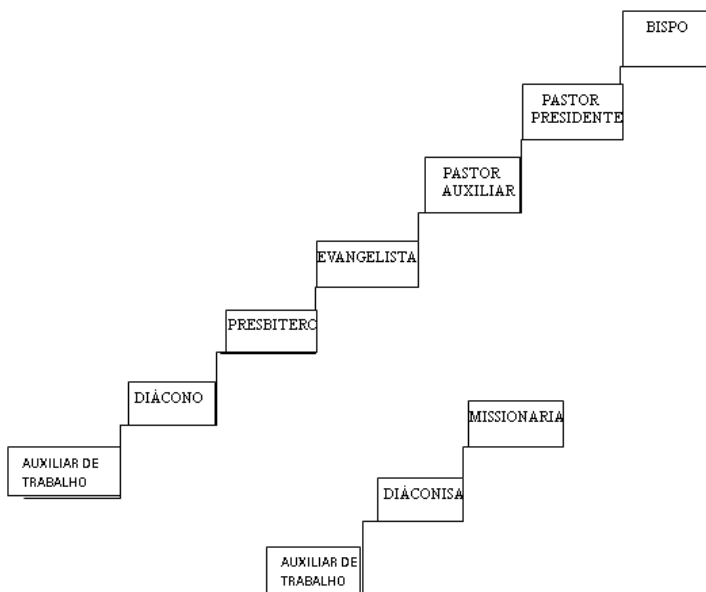 BISPO
PASTOR
PRESIDENTE
PASTOR
AUXILIAR
EVANGELISTA
PRESBITERO
DIÁCONO
AUXILIAR DE
TRABALHO
MISSIONARIA
DIÁCONISA
AUXILIAR DE
TRABALHO